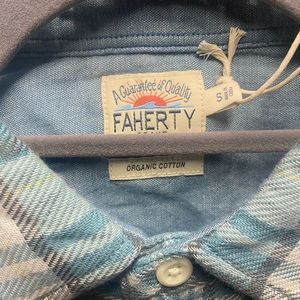 A Guarantee of Quality
FAHERTY
S
ORGANIC COTTON